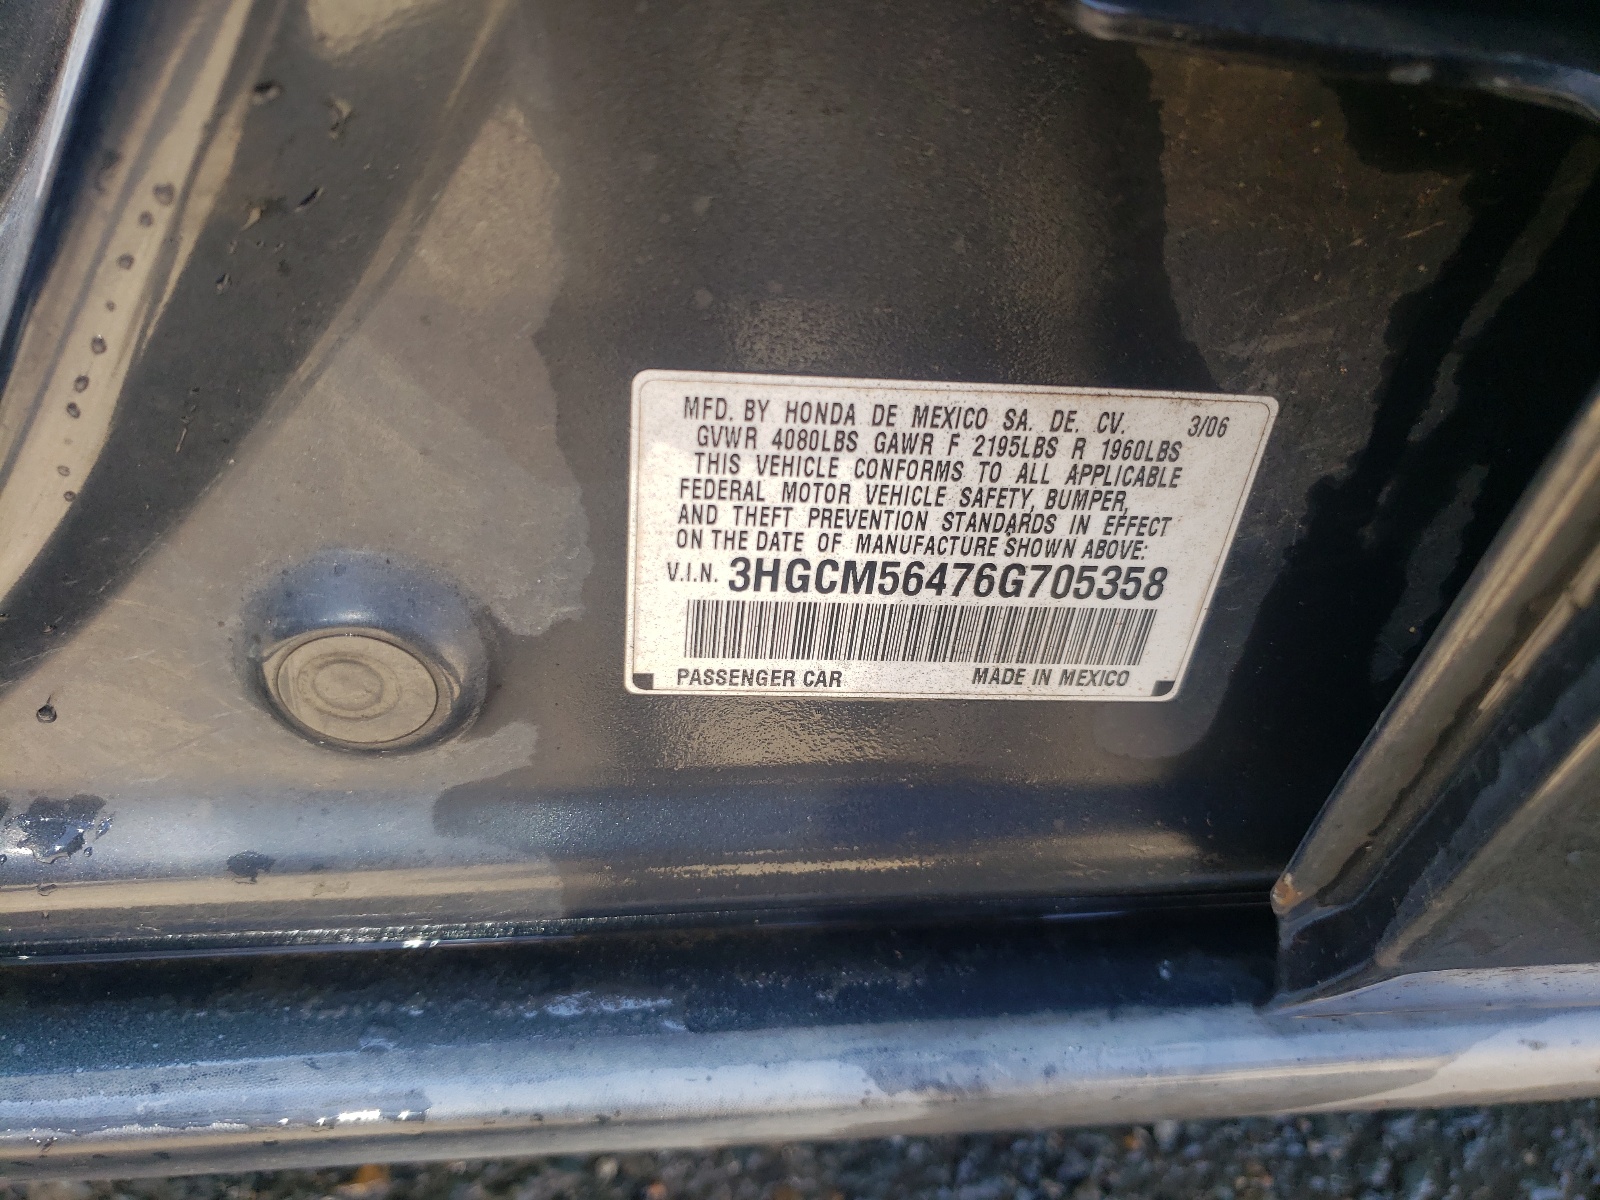 MFD. BY HONDA DE MEXICO SA. DE. CV. 3/06
GVWR 4080LBS GAWR F 2195LBS R 1960LBS
THIS VEHICLE CONFORMS TO ALL APPLICABLE
FEDERAL MOTOR VEHICLE SAFETY, BUMPER,
AND THEFT PREVENTION STANDARDS IN EFFECT
ON THE DATE OF MANUFACTURE SHOWN ABOVE:
V.I.N. 3HGCM56476G705358
PASSENGER CAR MADE IN MEXICO